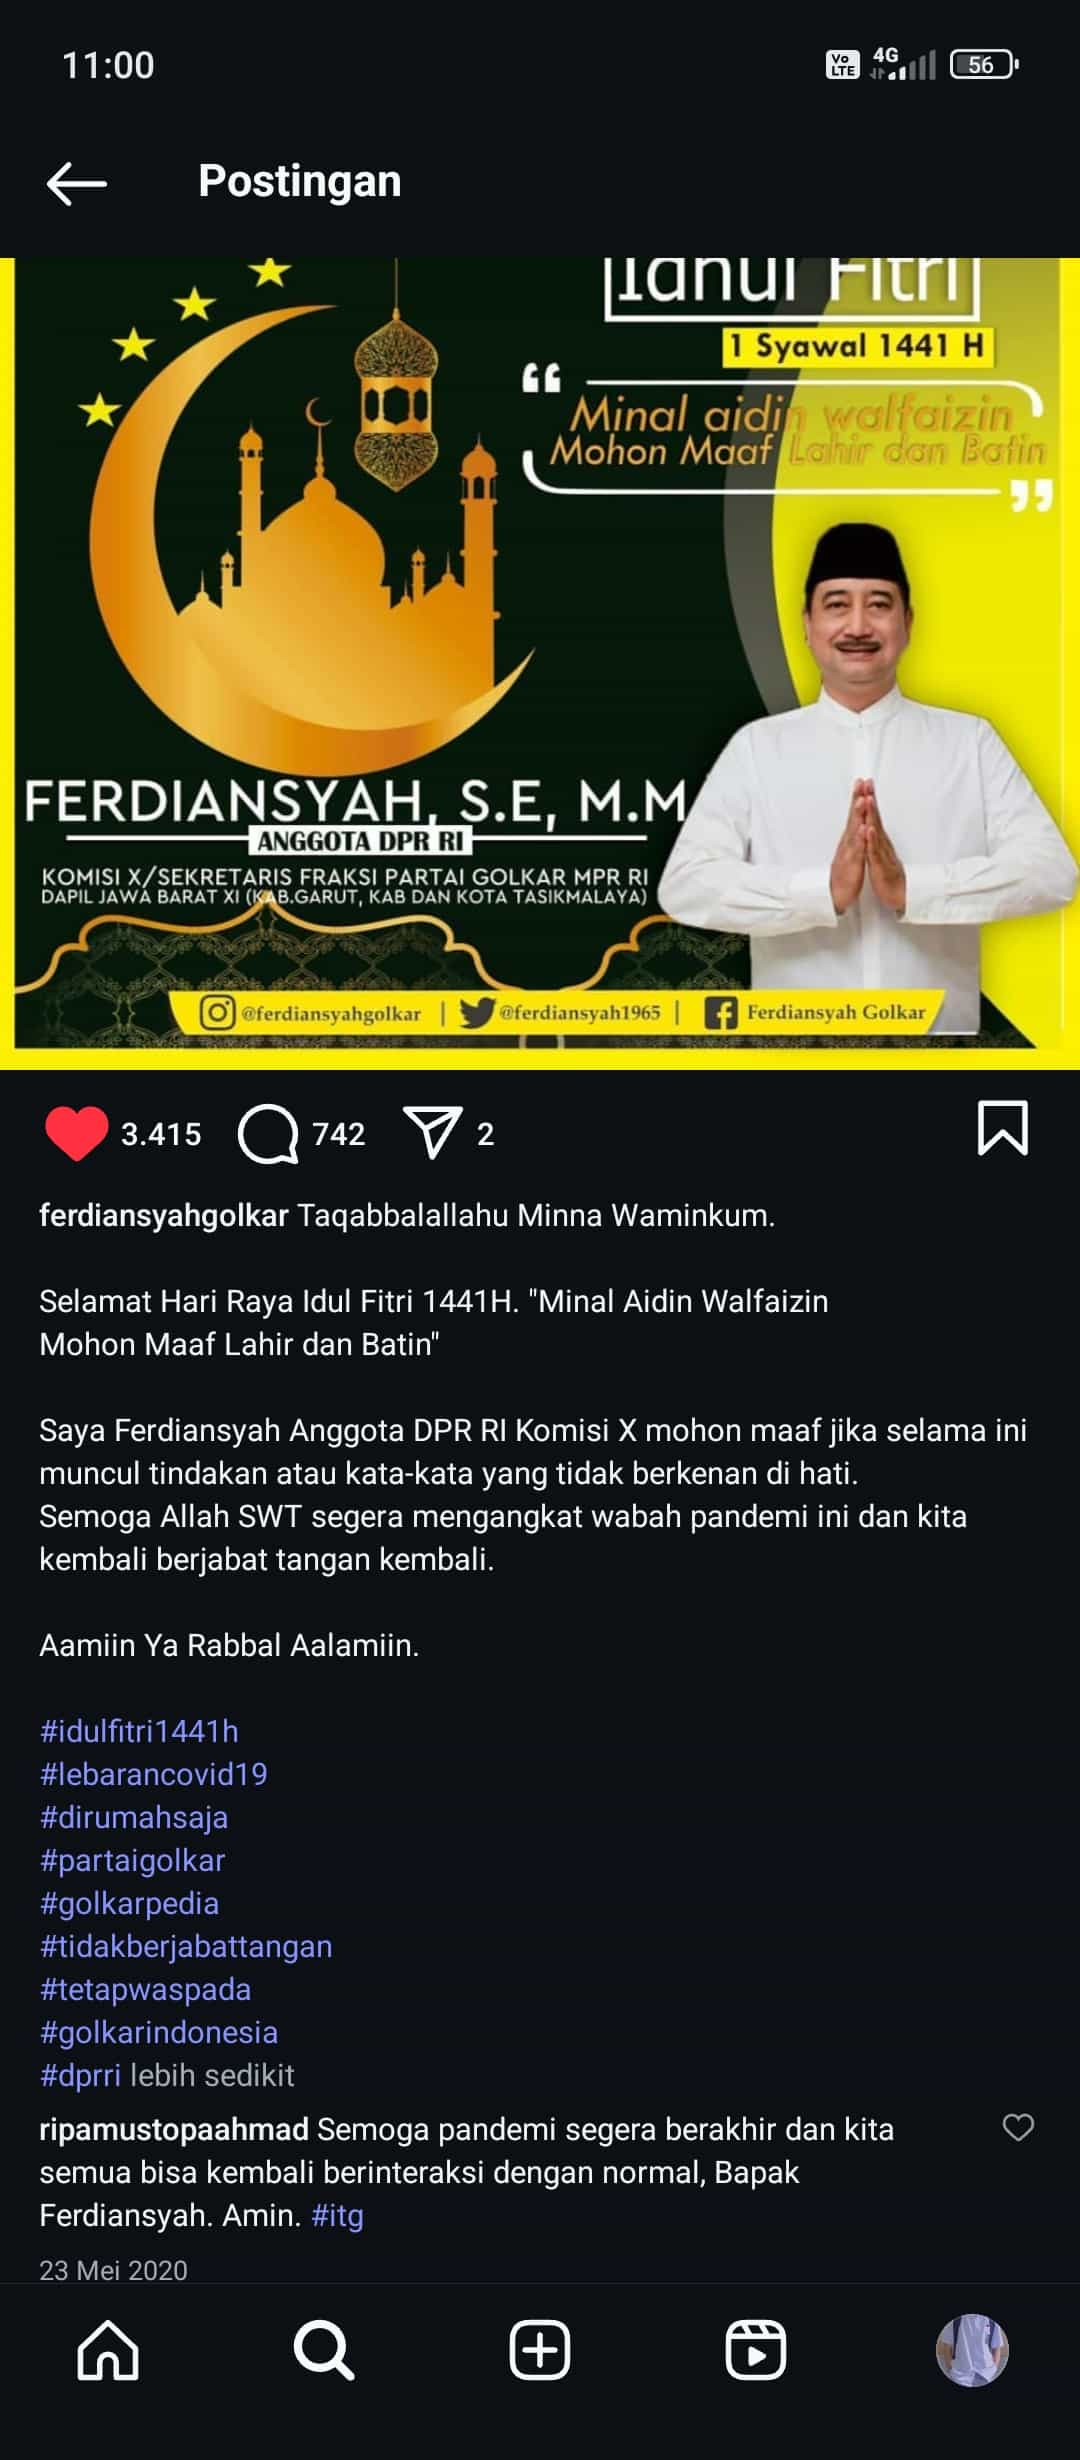 11:00
Vo LTE 4G 56
Postingan
Idhul Fitri
1 Syawal 1441 H
“
Minal aidin walfaizin
Mohon Maaf Lahir dan Batin
”
FERDIANSYAH, S.E, M.M
ANGGOTA DPR RI
KOMISI X/SEKRETARIS FRAKSI PARTAI GOLKAR MPR RI
DAPIL JAWA BARAT XI (KAB.GARUT, KAB DAN KOTA TASIKMALAYA)
@ferdiansyahgolkar | @ferdiansyah1965 | Ferdiansyah Golkar
3.415 742 2
ferdiansyahgolkar Taqabbalallahu Minna Waminkum.
Selamat Hari Raya Idul Fitri 1441H. "Minal Aidin Walfaizin
Mohon Maaf Lahir dan Batin"
Saya Ferdiansyah Anggota DPR RI Komisi X mohon maaf jika selama ini
muncul tindakan atau kata-kata yang tidak berkenan di hati.
Semoga Allah SWT segera mengangkat wabah pandemi ini dan kita
kembali berjabat tangan kembali.
Aamiin Ya Rabbal Aalamiin.
#idulfitri1441h
#lebarancovid19
#dirumahsaja
#partaigolkar
#golkarpedia
#tidakberjabattangan
#tetapwaspada
#golkarindonesia
#dprri lebih sedikit
ripamustopaahmad Semoga pandemi segera berakhir dan kita
semua bisa kembali berinteraksi dengan normal, Bapak
Ferdiansyah. Amin. #itg
23 Mei 2020